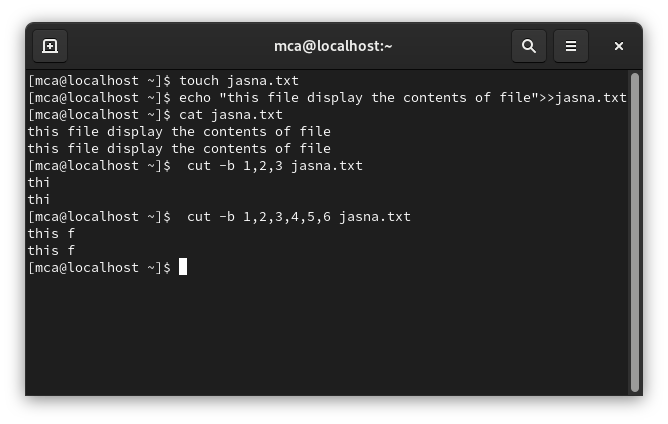 mca@localhost:~
[mca@localhost ~]$ touch jasna.txt
[mca@localhost ~]$ echo "this file display the contents of file">>jasna.txt
[mca@localhost ~]$ cat jasna.txt
this file display the contents of file
this file display the contents of file
[mca@localhost ~]$  cut -b 1,2,3 jasna.txt
thi
thi
[mca@localhost ~]$  cut -b 1,2,3,4,5,6 jasna.txt
this f
this f
[mca@localhost ~]$